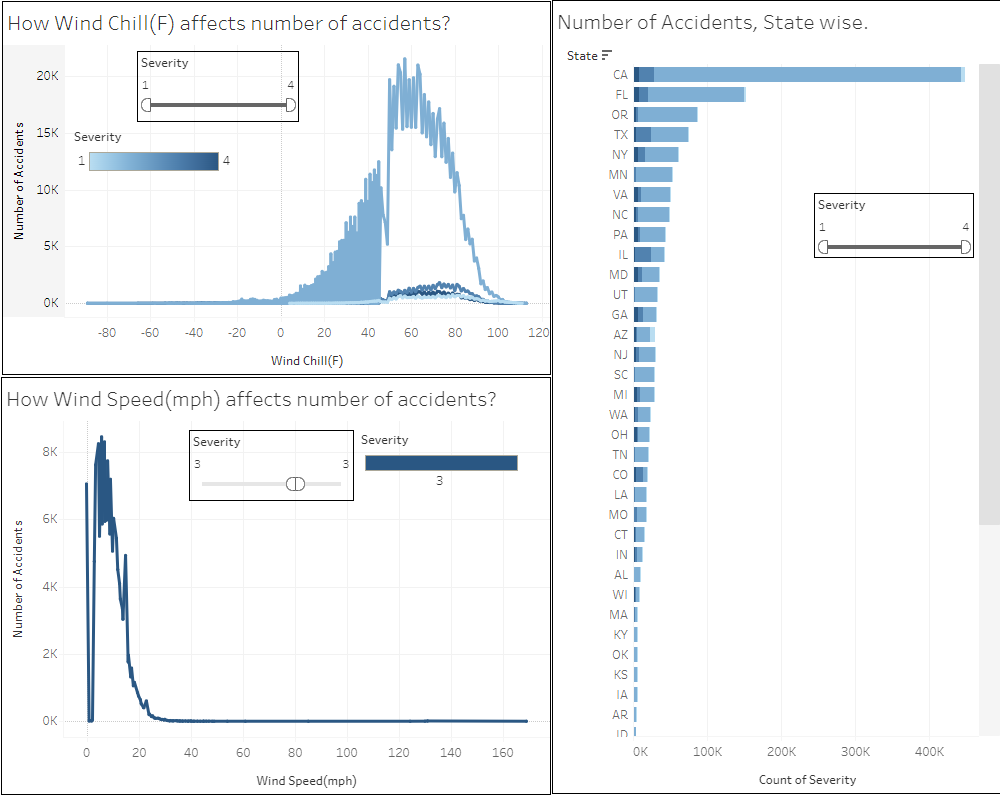 How Wind Chill(F) affects number of accidents?
Severity
1 4
Severity
1 4
Number of Accidents
20K
15K
10K
5K
0K
-80 -60 -40 -20 0 20 40 60 80 100 120
Wind Chill(F)
How Wind Speed(mph) affects number of accidents?
Severity
3 3
Severity
3
Number of Accidents
8K
6K
4K
2K
0K
0 20 40 60 80 100 120 140 160
Wind Speed(mph)
Number of Accidents, State wise.
State
CA
FL
OR
TX
NY
MN
VA
NC
PA
IL
MD
UT
GA
AZ
NJ
SC
MI
WA
OH
TN
CO
LA
MO
CT
IN
AL
WI
MA
KY
OK
KS
IA
AR
ID
Severity
1 4
0K 100K 200K 300K 400K
Count of Severity